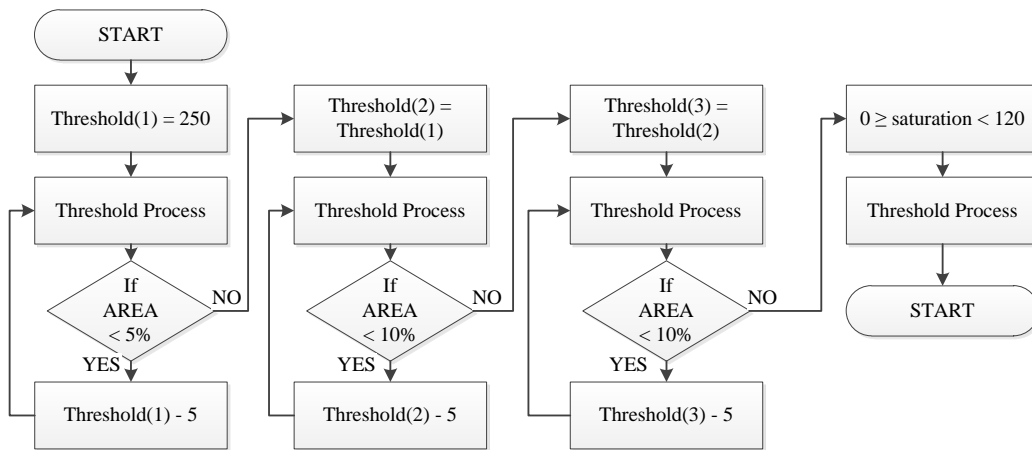 START
Threshold(1) = 250
Threshold Process
If
AREA
< 5%
NO
YES
Threshold(1) - 5
Threshold(2) =
Threshold(1)
Threshold Process
If
AREA
< 10%
NO
YES
Threshold(2) - 5
Threshold(3) =
Threshold(2)
Threshold Process
If
AREA
< 10%
NO
YES
Threshold(3) - 5
0 ≥ saturation < 120
Threshold Process
START